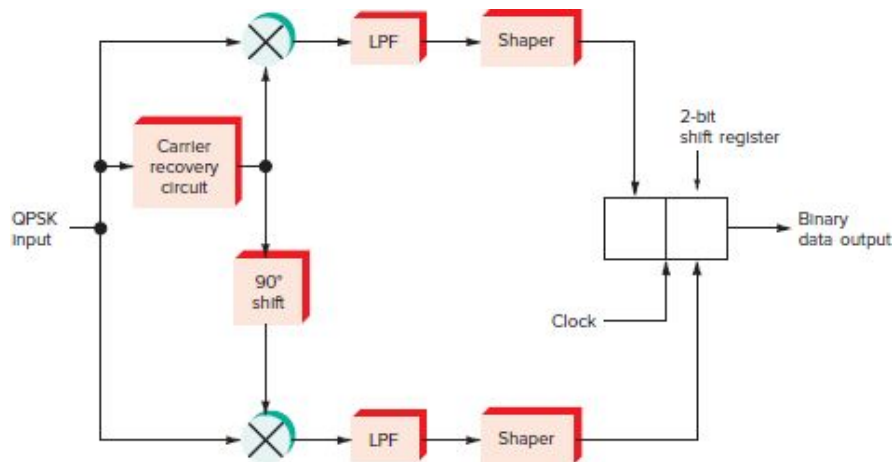 LPF
Shaper
2-bit
shift register
Carrier
recovery
circuit
QPSK
input
Binary
data output
90°
shift
Clock
LPF
Shaper